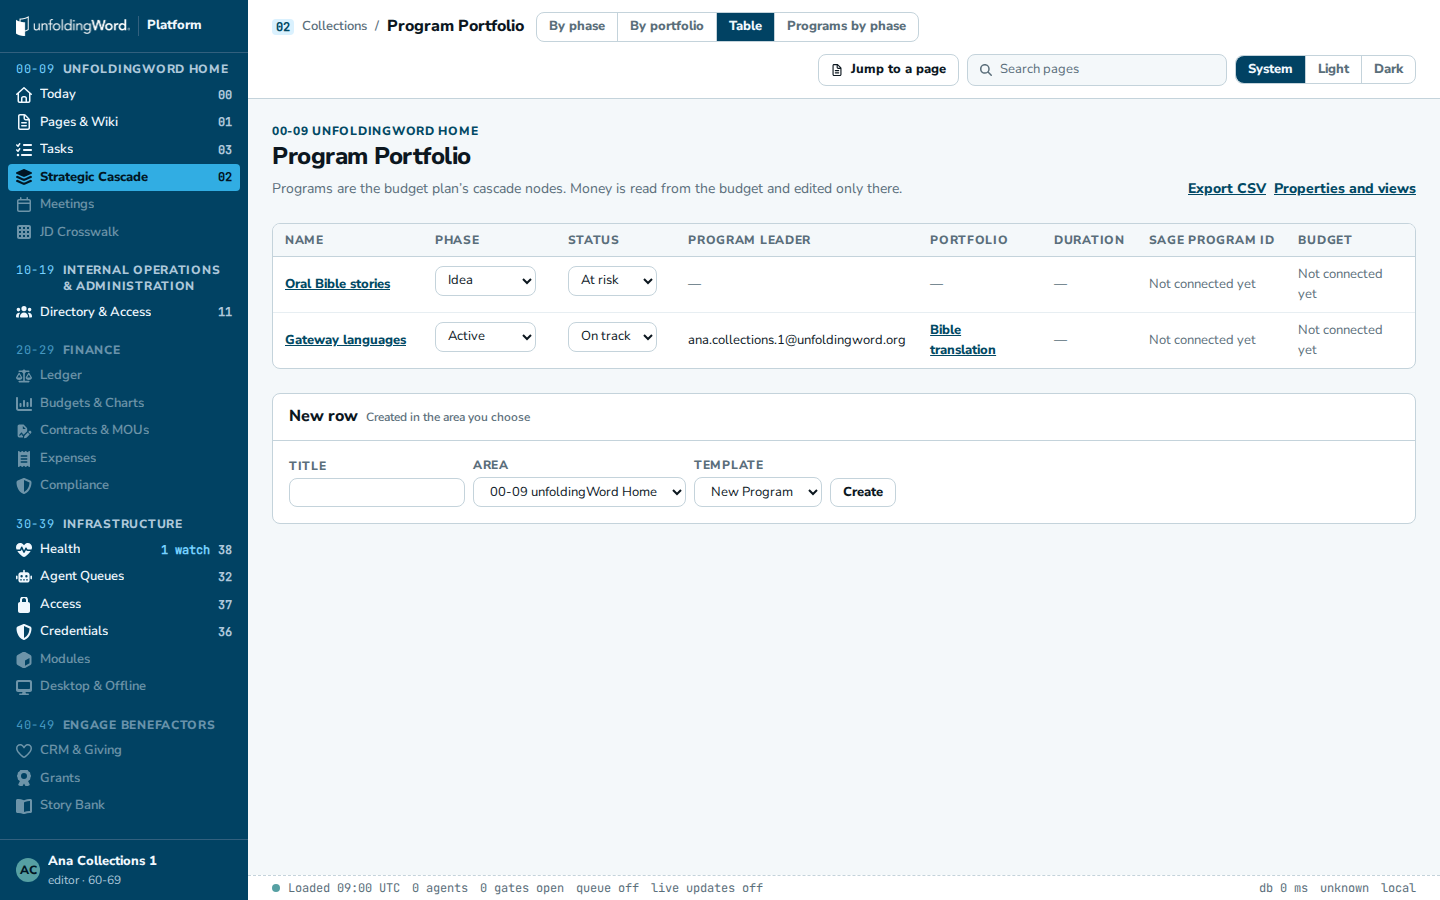 unfoldingWord Platform
00-09 UNFOLDINGWORD HOME
Today 00
Pages & Wiki 01
Tasks 03
Strategic Cascade 02
Meetings
JD Crosswalk
10-19 INTERNAL OPERATIONS
& ADMINISTRATION
Directory & Access 11
20-29 FINANCE
Ledger
Budgets & Charts
Contracts & MOUs
Expenses
Compliance
30-39 INFRASTRUCTURE
Health 1 watch 38
Agent Queues 32
Access 37
Credentials 36
Modules
Desktop & Offline
40-49 ENGAGE BENEFACTORS
CRM & Giving
Grants
Story Bank
AC Ana Collections 1
editor · 60-69
02 Collections / Program Portfolio By phase By portfolio Table Programs by phase
Jump to a page Search pages System Light Dark
00-09 UNFOLDINGWORD HOME
Program Portfolio
Programs are the budget plan's cascade nodes. Money is read from the budget and edited only there. Export CSV Properties and views
NAME PHASE STATUS PROGRAM LEADER PORTFOLIO DURATION SAGE PROGRAM ID BUDGET
Oral Bible stories Idea At risk — — — Not connected yet Not connected yet
Gateway languages Active On track ana.collections.1@unfoldingword.org Bible translation — Not connected yet Not connected yet
New row Created in the area you choose
TITLE AREA TEMPLATE
00-09 unfoldingWord Home New Program Create
Loaded 09:00 UTC 0 agents 0 gates open queue off live updates off db 0 ms unknown local